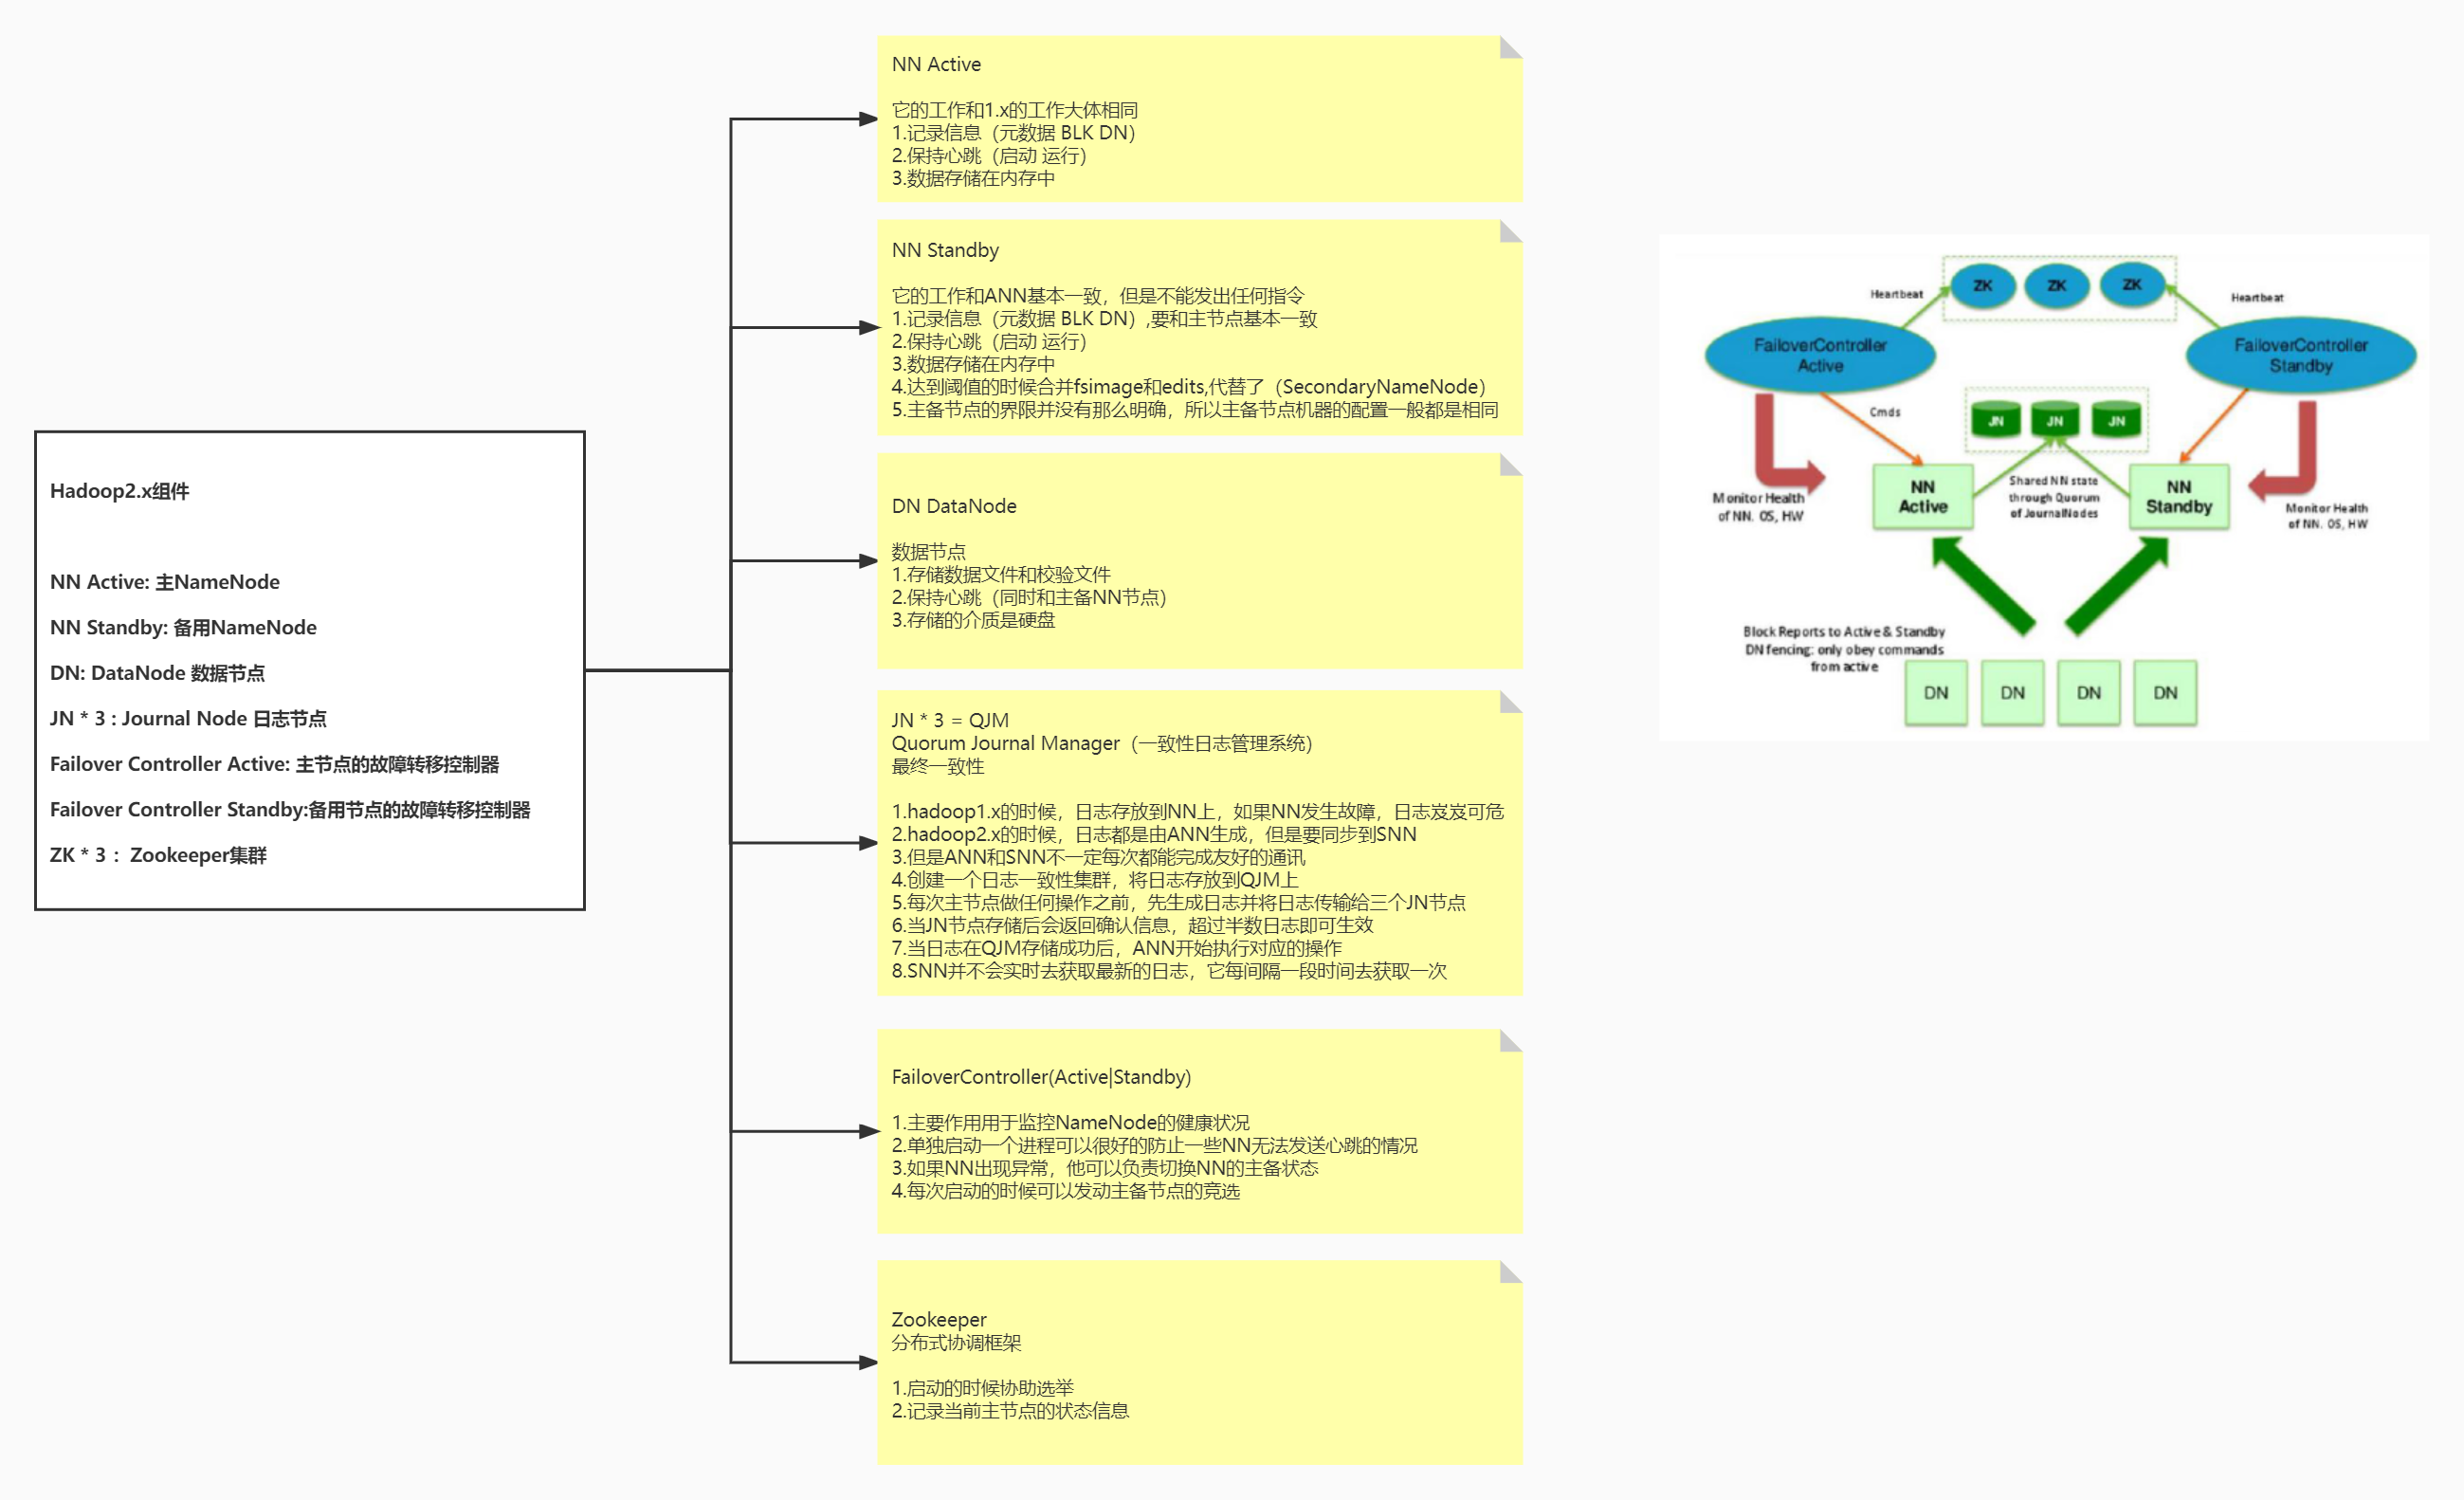 Hadoop2.x组件
NN Active: 主NameNode
NN Standby: 备用NameNode
DN: DataNode 数据节点
JN * 3 : Journal Node 日志节点
Failover Controller Active: 主节点的故障转移控制器
Failover Controller Standby:备用节点的故障转移控制器
ZK * 3 :  Zookeeper集群
NN Active
它的工作和1.x的工作大体相同
1.记录信息（元数据 BLK DN）
2.保持心跳（启动 运行）
3.数据存储在内存中
NN Standby
它的工作和ANN基本一致，但是不能发出任何指令
1.记录信息（元数据 BLK DN）,要和主节点基本一致
2.保持心跳（启动 运行）
3.数据存储在内存中
4.达到阈值的时候合并fsimage和edits,代替了（SecondaryNameNode）
5.主备节点的界限并没有那么明确，所以主备节点机器的配置一般都是相同
DN DataNode
数据节点
1.存储数据文件和校验文件
2.保持心跳（同时和主备NN节点）
3.存储的介质是硬盘
JN * 3 = QJM
Quorum Journal Manager（一致性日志管理系统）
最终一致性
1.hadoop1.x的时候，日志存放到NN上，如果NN发生故障，日志岌岌可危
2.hadoop2.x的时候，日志都是由ANN生成，但是要同步到SNN
3.但是ANN和SNN不一定每次都能完成友好的通讯
4.创建一个日志一致性集群，将日志存放到QJM上
5.每次主节点做任何操作之前，先生成日志并将日志传输给三个JN节点
6.当JN节点存储后会返回确认信息，超过半数日志即可生效
7.当日志在QJM存储成功后，ANN开始执行对应的操作
8.SNN并不会实时去获取最新的日志，它每间隔一段时间去获取一次
FailoverController(Active|Standby)
1.主要作用用于监控NameNode的健康状况
2.单独启动一个进程可以很好的防止一些NN无法发送心跳的情况
3.如果NN出现异常，他可以负责切换NN的主备状态
4.每次启动的时候可以发动主备节点的竞选
Zookeeper
分布式协调框架
1.启动的时候协助选举
2.记录当前主节点的状态信息
ZK
ZK
ZK
Heartbeat
Heartbeat
FailoverController
Active
FailoverController
Standby
Cmds
JN
JN
JN
NN
Active
Shared NN state
through Quorum
of JournalNodes
NN
Standby
Monitor Health
of NN. OS, HW
Monitor Health
of NN. OS, HW
Block Reports to Active & Standby
DN fencing: only obey commands
from active
DN
DN
DN
DN